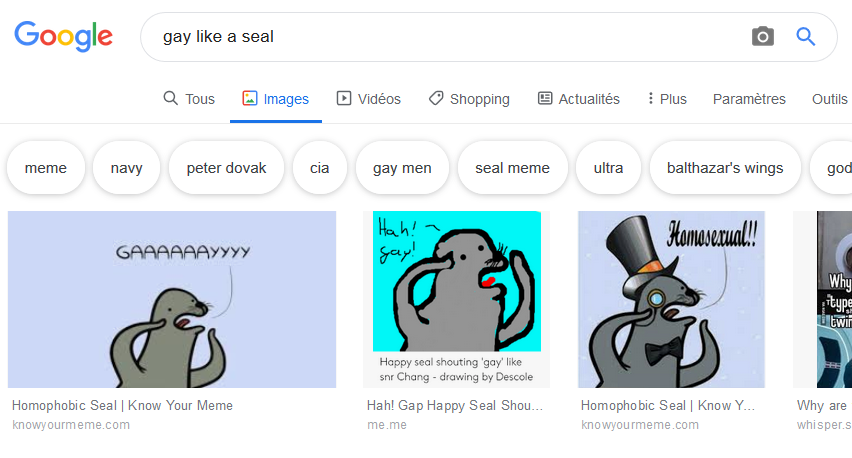 Google
gay like a seal
Tous
Images
Vidéos
Shopping
Actualités
Plus
Paramètres
Outils
meme
navy
peter dovak
cia
gay men
seal meme
ultra
balthazar's wings
god
GAAAAAAYYYY
Hah!
gay!
Happy seal shouting 'gay' like
snr Chang - drawing by Descole
Homosexual!!
Why
type
twin
Homophobic Seal | Know Your Meme
knowyourmeme.com
Hah! Gap Happy Seal Shou...
me.me
Homophobic Seal | Know Y...
knowyourmeme.com
Why are
whisper.s